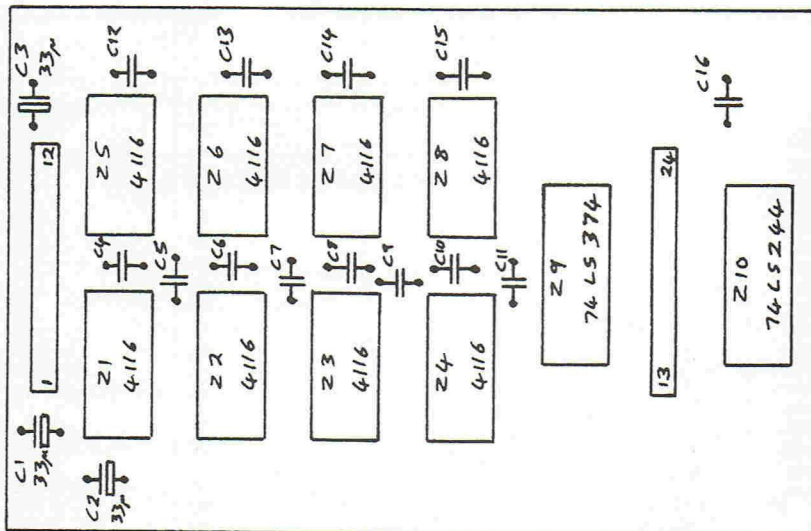 C3
33μ
C12
C13
C14
C15
C16
12
Z5
4116
Z6
4116
Z7
4116
Z8
4116
24
C4
C5
C6
C7
C8
C9
C10
C11
Z9
74LS374
Z10
74LS244
1
Z1
4116
Z2
4116
Z3
4116
Z4
4116
13
C1
33μ
C2
33μ